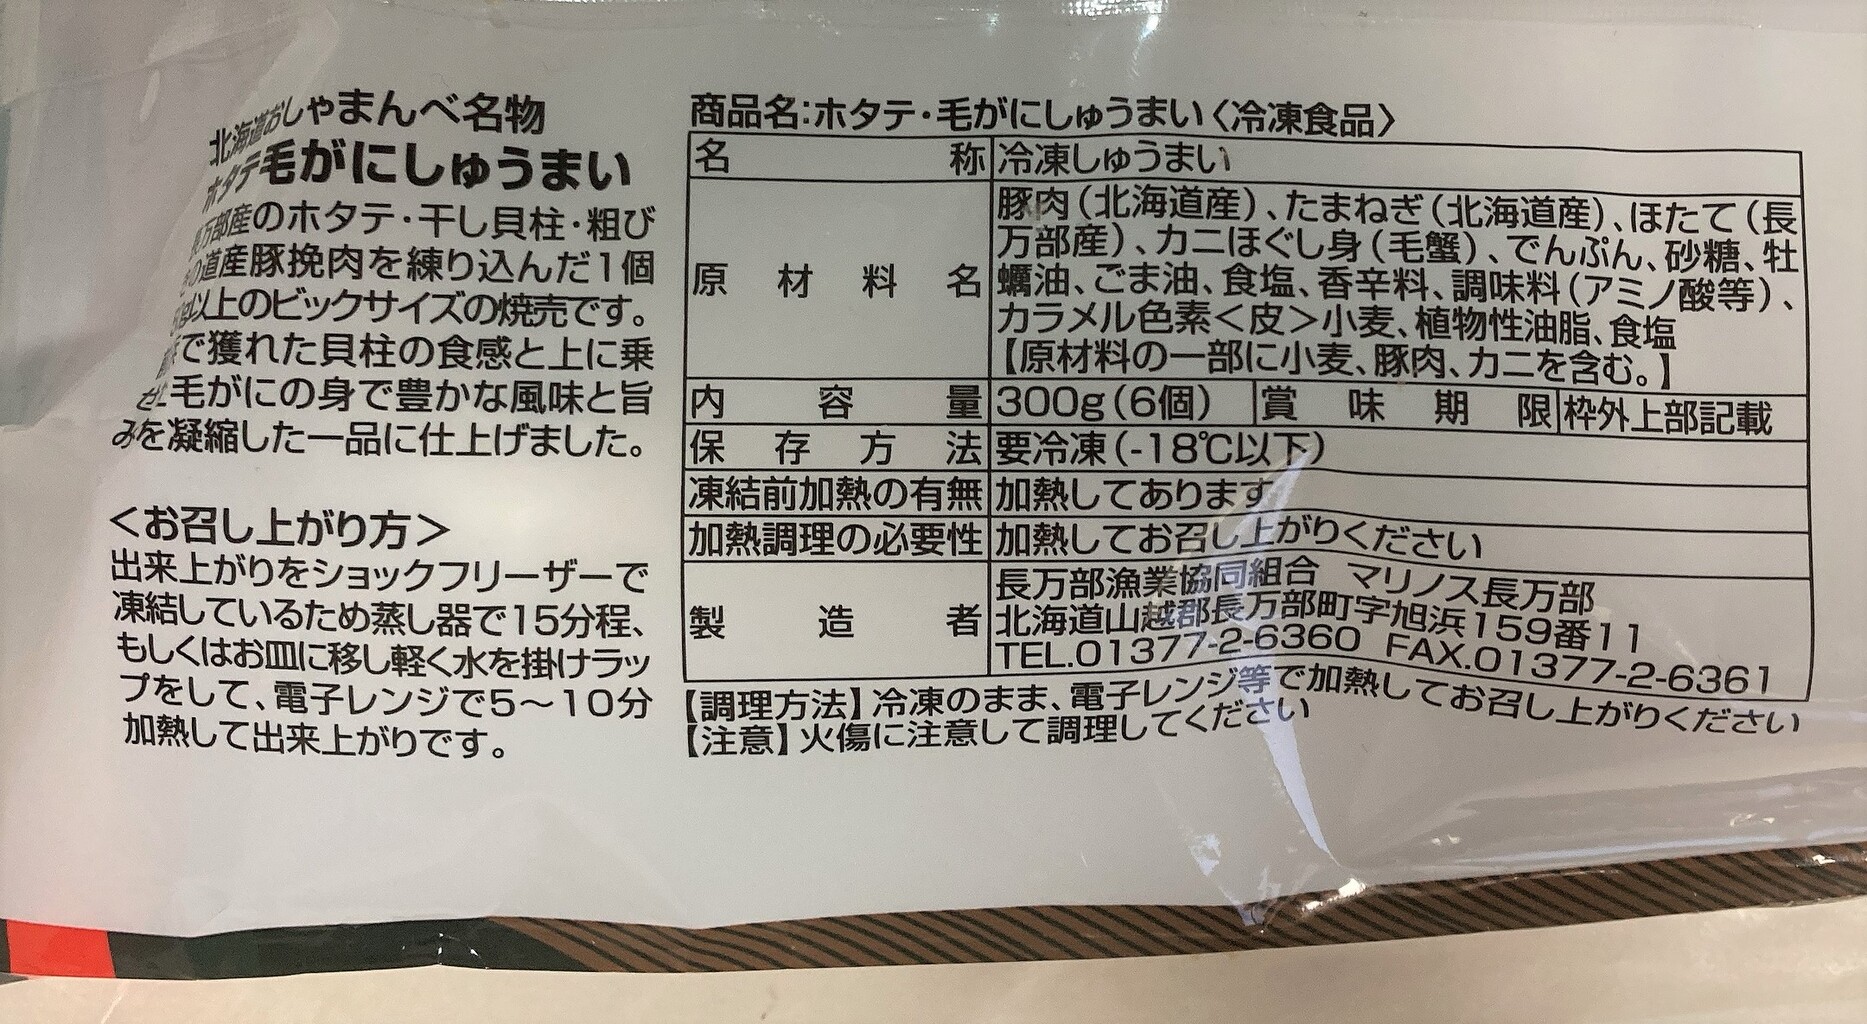 北海道おしゃまんべ名物
ホタテ毛がにしゅうまい
万部産のホタテ・干し貝柱・粗び
の道産豚挽肉を練り込んだ1個
以上のビックサイズの焼売です。
で獲れた貝柱の食感と上に乗
せた毛がにの身で豊かな風味と旨
みを凝縮した一品に仕上げました。
＜お召し上がり方＞
出来上がりをショックフリーザーで
凍結しているため蒸し器で15分程、
もしくはお皿に移し軽く水を掛けラッ
プをして、電子レンジで5〜10分
加熱して出来上がりです。
商品名：ホタテ・毛がにしゅうまい〈冷凍食品〉
名称 冷凍しゅうまい
原材料名 豚肉（北海道産）、たまねぎ（北海道産）、ほたて（長
万部産）、カニほぐし身（毛蟹）、でんぷん、砂糖、牡
蠣油、ごま油、食塩、香辛料、調味料（アミノ酸等）、
カラメル色素＜皮＞小麦、植物性油脂、食塩
【原材料の一部に小麦、豚肉、カニを含む。】
内容量 300g（6個） 賞味期限 枠外上部記載
保存方法 要冷凍（-18℃以下）
凍結前加熱の有無 加熱してあります
加熱調理の必要性 加熱してお召し上がりください
製造者 長万部漁業協同組合 マリノス長万部
北海道山越郡長万部町字旭浜159番11
TEL.01377-2-6360 FAX.01377-2-6361
【調理方法】冷凍のまま、電子レンジ等で加熱してお召し上がりください
【注意】火傷に注意して調理してください